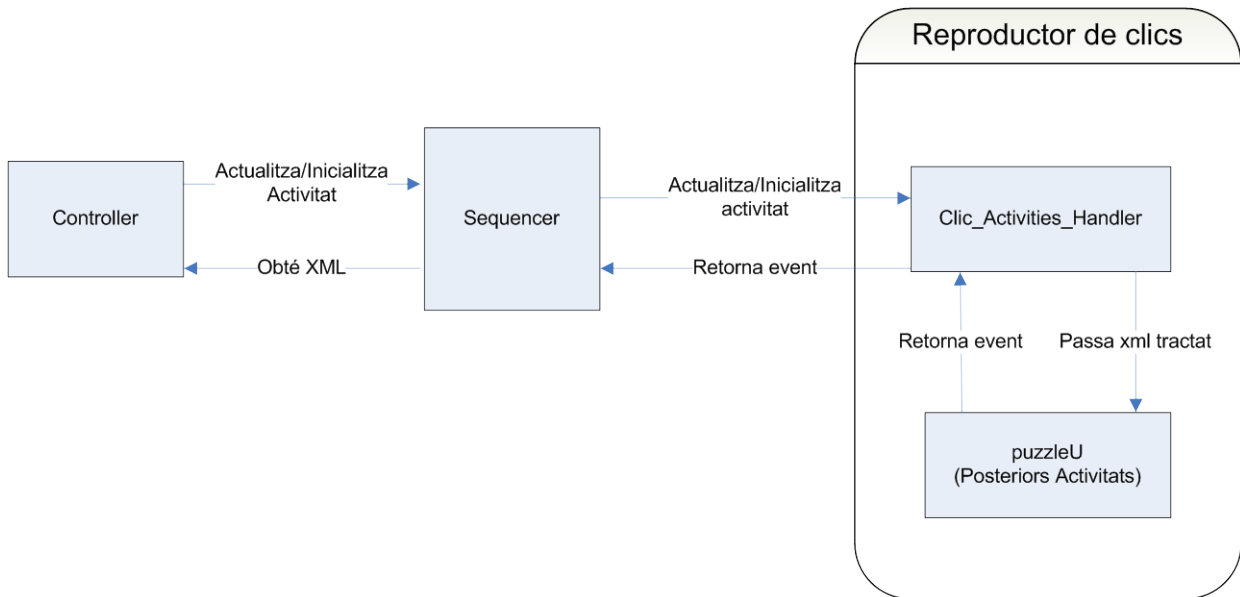 Reproductor de clics
Controller
Actualitza/Inicialitza
Activitat
Obté XML
Sequencer
Actualitza/Inicialitza
activitat
Retorna event
Clic_Activities_Handler
Retorna event
Passa xml tractat
puzzleU
(Posteriors Activitats)